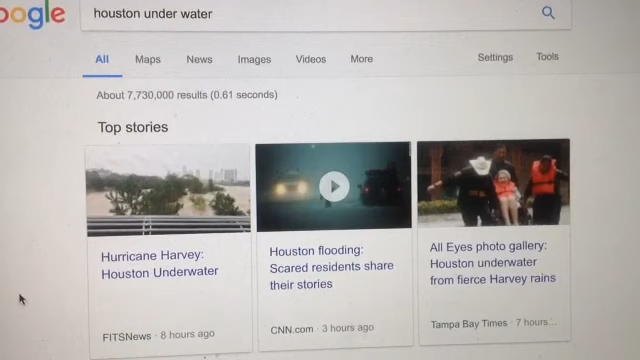 oogle
houston under water
All Maps News Images Videos More Settings Tools
About 7,730,000 results (0.61 seconds)
Top stories
Hurricane Harvey:
Houston Underwater
FITSNews · 8 hours ago
Houston flooding:
Scared residents share
their stories
CNN.com · 3 hours ago
All Eyes photo gallery:
Houston underwater
from fierce Harvey rains
Tampa Bay Times · 7 hours...